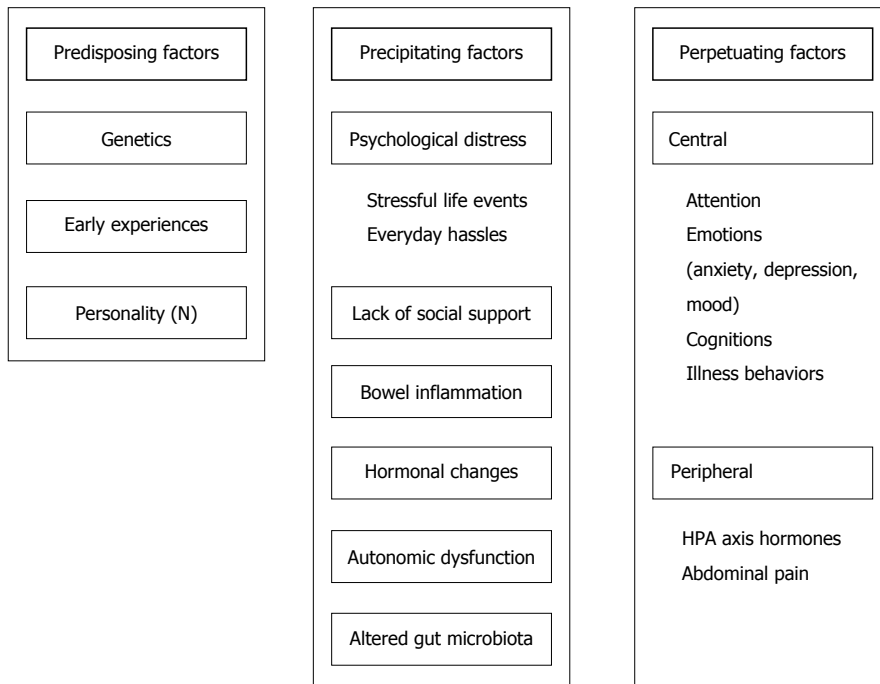 Predisposing factors
Genetics
Early experiences
Personality (N)
Precipitating factors
Psychological distress
Stressful life events
Everyday hassles
Lack of social support
Bowel inflammation
Hormonal changes
Autonomic dysfunction
Altered gut microbiota
Perpetuating factors
Central
Attention
Emotions
(anxiety, depression,
mood)
Cognitions
Illness behaviors
Peripheral
HPA axis hormones
Abdominal pain